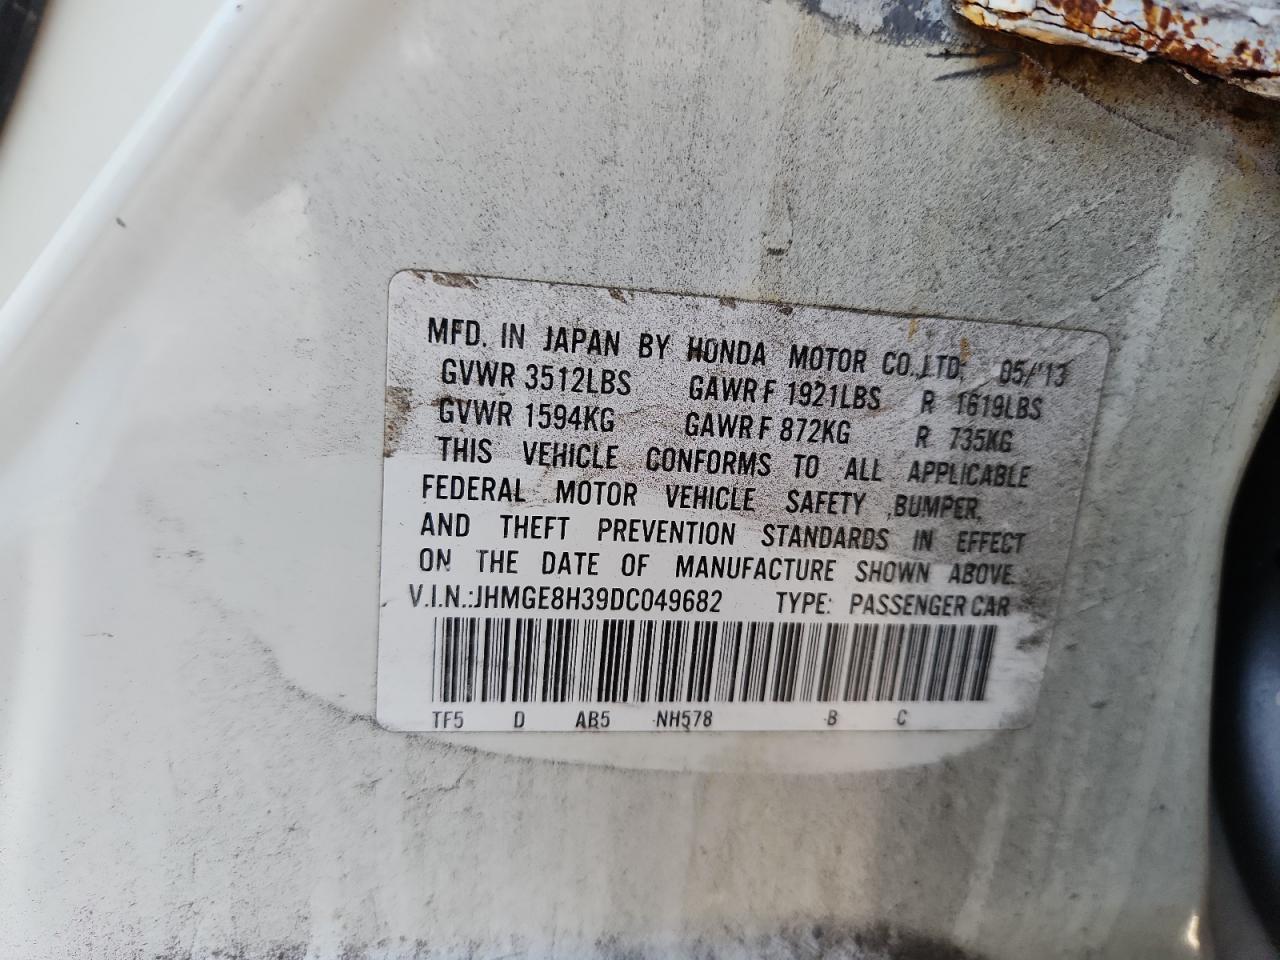 MFD. IN JAPAN BY HONDA MOTOR CO.,LTD; 05/'13
GVWR 3512LBS GAWR F 1921LBS R 1619LBS
GVWR 1594KG GAWR F 872KG R 735KG
THIS VEHICLE CONFORMS TO ALL APPLICABLE
FEDERAL MOTOR VEHICLE SAFETY ,BUMPER,
AND THEFT PREVENTION STANDARDS IN EFFECT
ON THE DATE OF MANUFACTURE SHOWN ABOVE.
V.I.N.:JHMGE8H39DC049682 TYPE: PASSENGER CAR
TF5 D AB5 NH578 B C